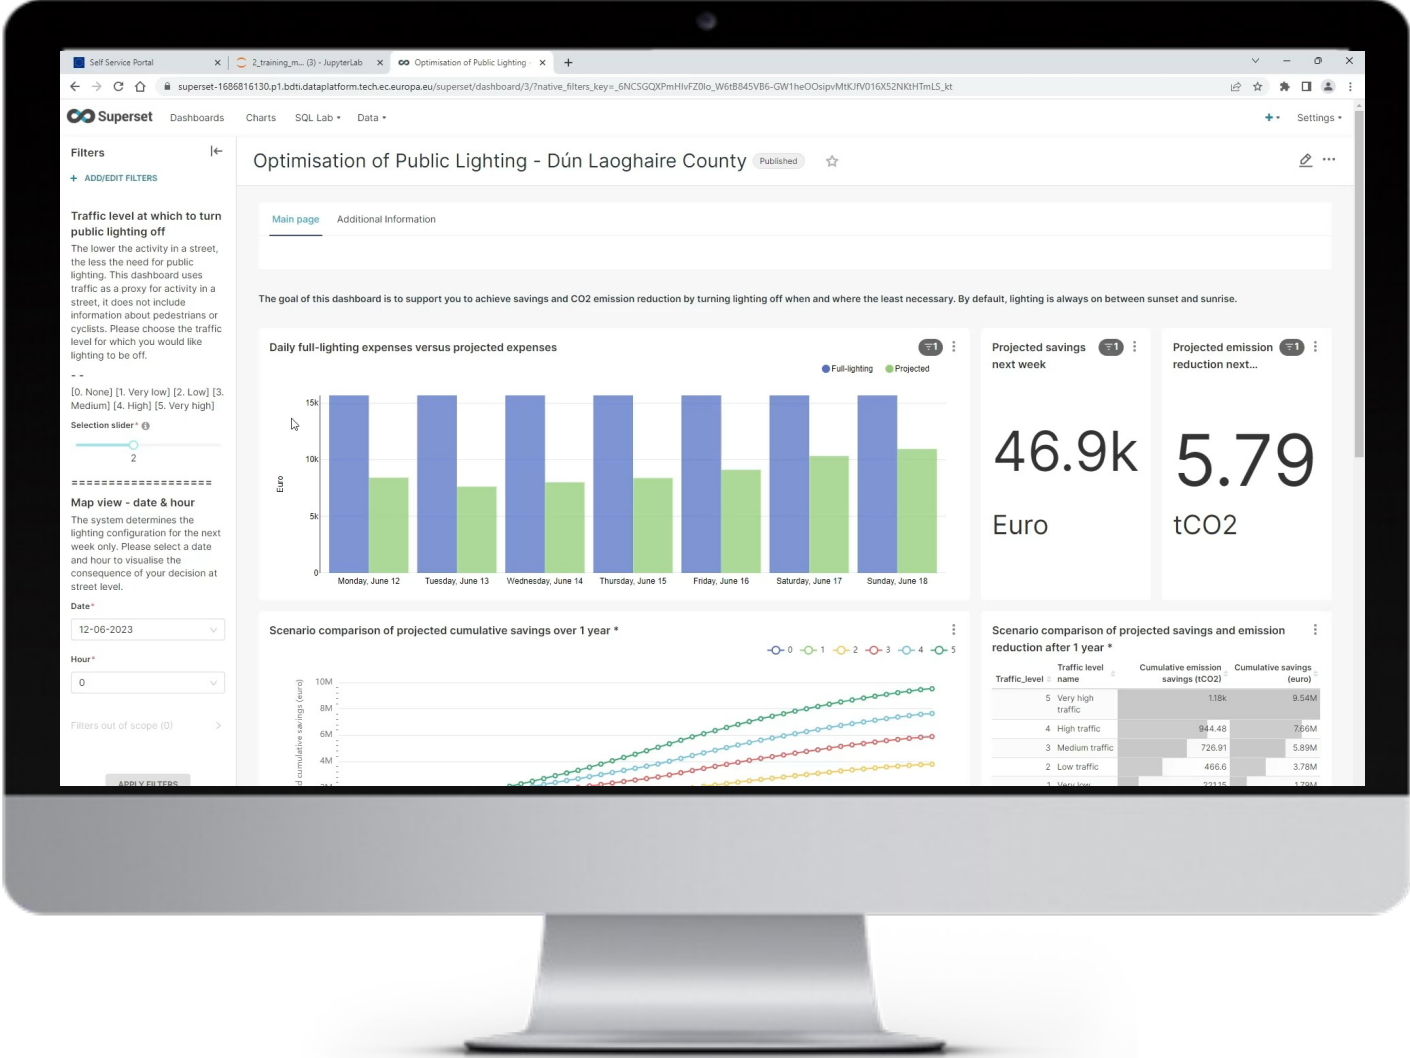 Self Service Portal
2_training_m... (3) - JupyterLab
Optimisation of Public Lighting -
superset-1686816130.p1.bdti.dataplatform.tech.ec.europa.eu/superset/dashboard/3/?native_filters_key=_6NCSGQXPmHIvFZ0Io_W6tB845VB6-GW1heOOsipvMtKJfV016X52NKtHTmLS_kt
Superset Dashboards Charts SQL Lab Data Settings
Filters
+ ADD/EDIT FILTERS
Traffic level at which to turn
public lighting off
The lower the activity in a street,
the less the need for public
lighting. This dashboard uses
traffic as a proxy for activity in a
street, it does not include
information about pedestrians or
cyclists. Please choose the traffic
level for which you would like
lighting to be off.
- -
[0. None] [1. Very low] [2. Low] [3.
Medium] [4. High] [5. Very high]
Selection slider*
2
===================
Map view - date & hour
The system determines the
lighting configuration for the next
week only. Please select a date
and hour to visualise the
consequence of your decision at
street level.
Date*
12-06-2023
Hour*
0
Filters out of scope (0)
APPLY FILTERS
Optimisation of Public Lighting - Dún Laoghaire County
Published
Main page
Additional Information
The goal of this dashboard is to support you to achieve savings and CO2 emission reduction by turning lighting off when and where the least necessary. By default, lighting is always on between sunset and sunrise.
Daily full-lighting expenses versus projected expenses
1
Full-lighting Projected
15k
10k
5k
0
Euro
Monday, June 12
Tuesday, June 13
Wednesday, June 14
Thursday, June 15
Friday, June 16
Saturday, June 17
Sunday, June 18
Projected savings
next week
1
46.9k
Euro
Projected emission
reduction next...
1
5.79
tCO2
Scenario comparison of projected cumulative savings over 1 year *
0 1 2 3 4 5
10M
8M
6M
4M
d cumulative savings (euro)
Scenario comparison of projected savings and emission
reduction after 1 year *
Traffic_level
Traffic level
name
Cumulative emission
savings (tCO2)
Cumulative savings
(euro)
5 Very high
traffic
1.18k 9.54M
4 High traffic 944.48 7.66M
3 Medium traffic 726.91 5.89M
2 Low traffic 466.6 3.78M
1 Very low 221.15 1.79M